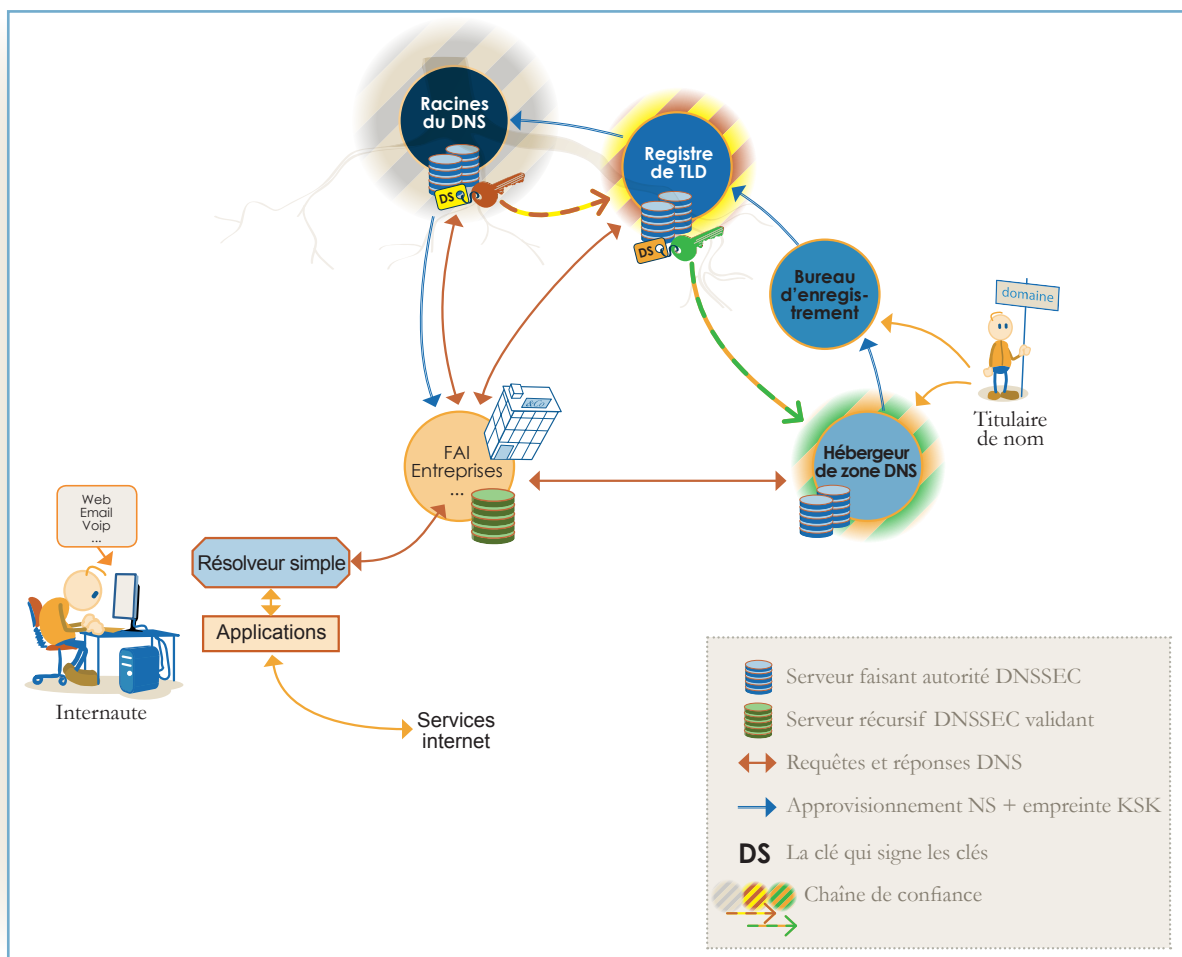 Racines
du DNS
Registre
de TLD
DS
DS
Bureau
d'enregis-
trement
domaine
Titulaire
de nom
&Co
FAI
Entreprises
...
Hébergeur
de zone DNS
Web
Email
Voip
...
Résolveur simple
Applications
Internaute
Services
internet
Serveur faisant autorité DNSSEC
Serveur récursif DNSSEC validant
Requêtes et réponses DNS
Approvisionnement NS + empreinte KSK
DS La clé qui signe les clés
Chaîne de confiance